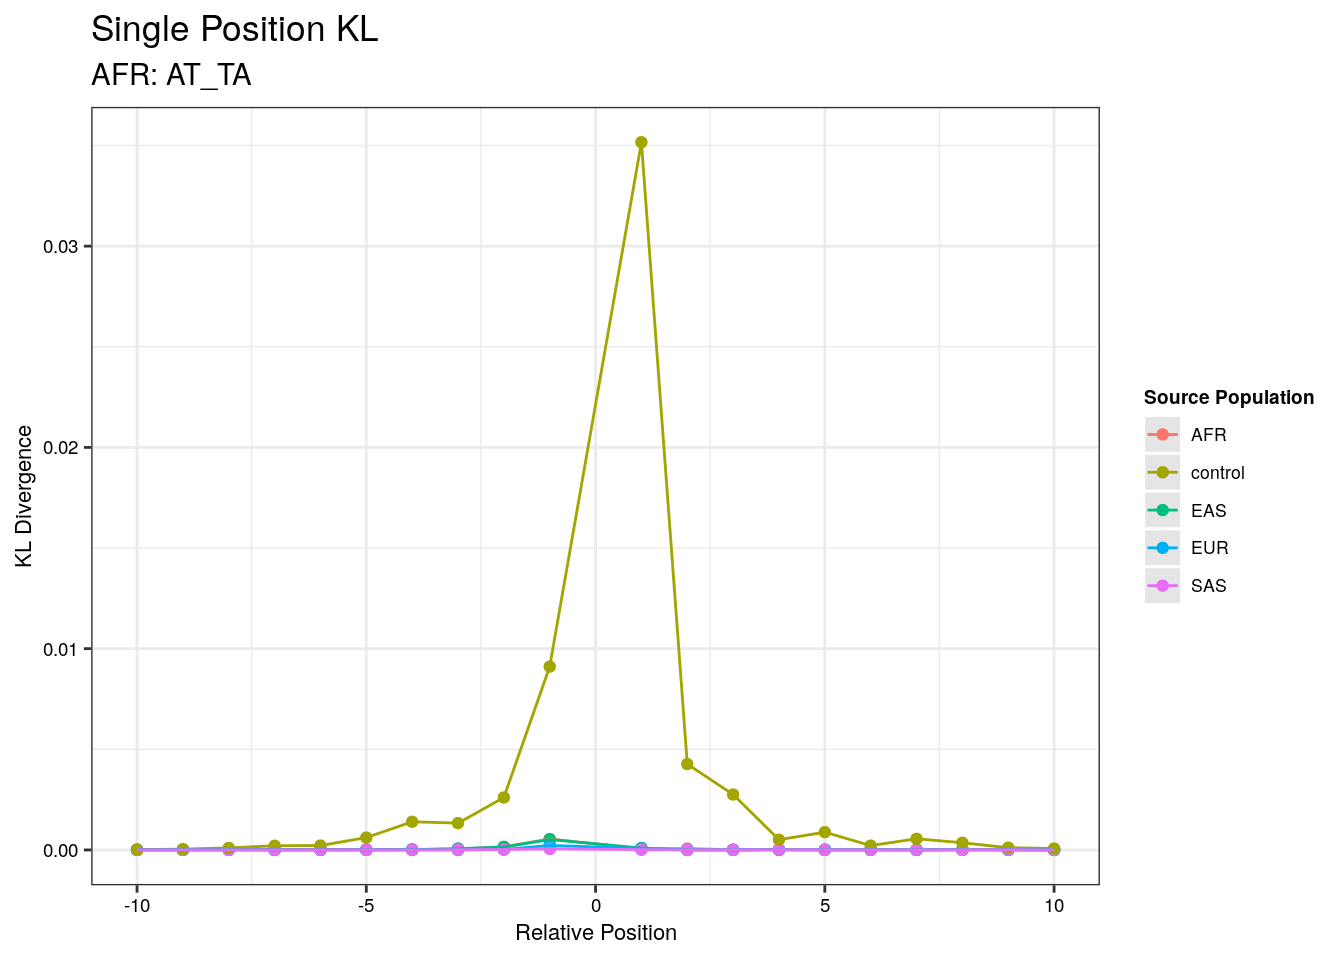 Single Position KL
AFR: AT_TA
KL Divergence
0.03
0.02
0.01
0.00
-10
-5
0
5
10
Relative Position
Source Population
AFR
control
EAS
EUR
SAS